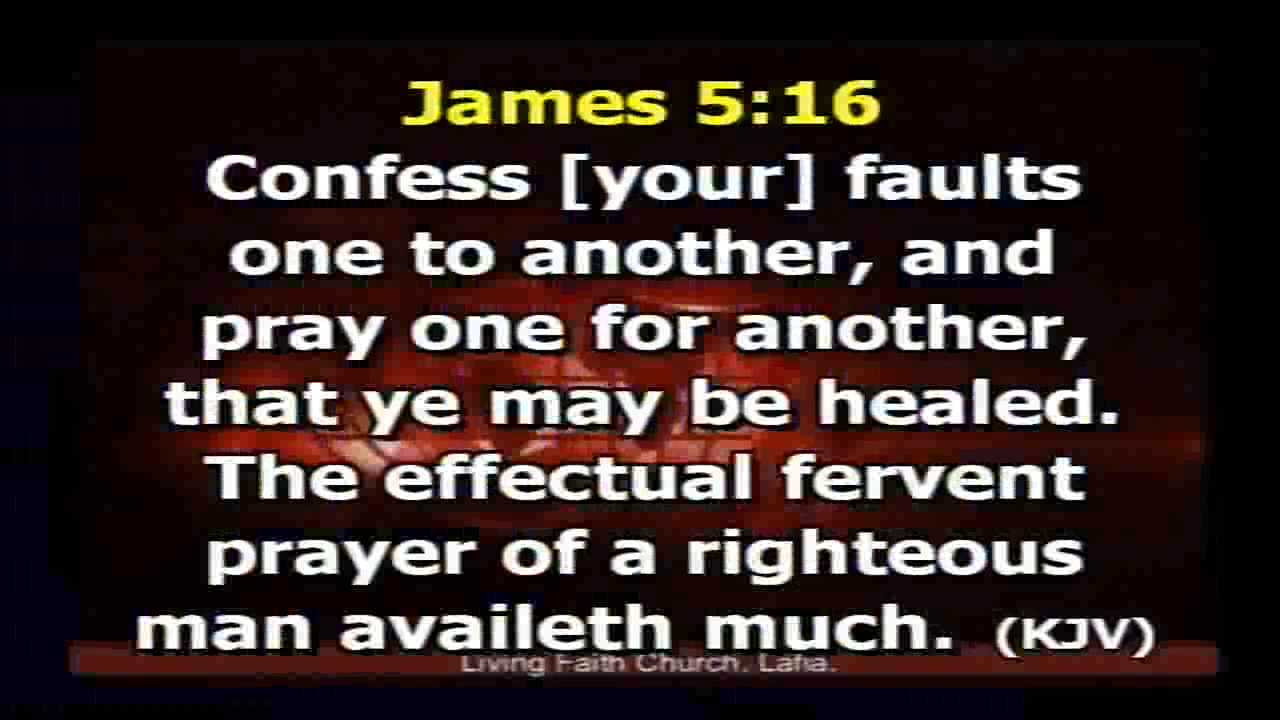 James 5:16
Confess [your] faults
one to another, and
pray one for another,
that ye may be healed.
The effectual fervent
prayer of a righteous
man availeth much. (KJV)
Living Faith Church. Lafia.